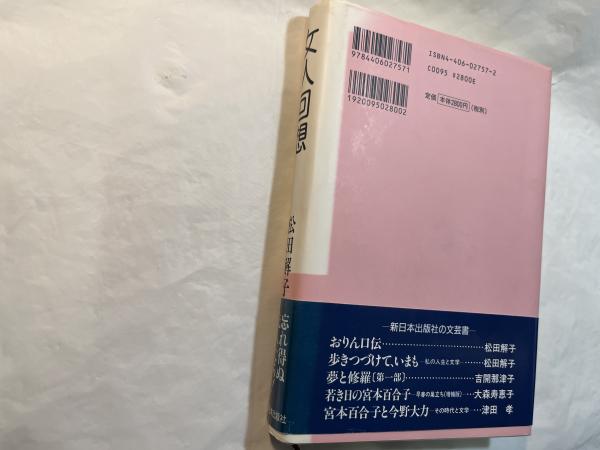 女人回想
松田解子
忘れ得ぬ
9784406027571
1920095028002
ISBN4-406-02757-2
C0095 ¥2800E
定価 本体2800円 (税別)
―新日本出版社の文芸書―
おりん口伝……………………松田解子
歩きつづけて、いまも―私の人生と文学………松田解子
夢と修羅〔第一部〕………………吉開那津子
若き日の宮本百合子―早春の巣立ち(増補版)……大森寿恵子
宮本百合子と今野大力―その時代と文学……津田 孝